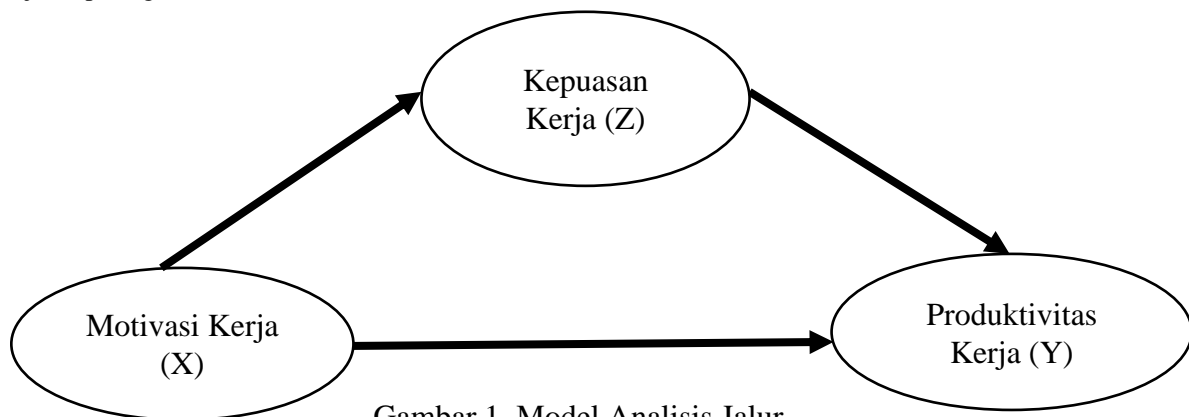 Kepuasan
Kerja (Z)
Motivasi Kerja
(X)
Produktivitas
Kerja (Y)
Gambar 1. Model Analisis Jalur